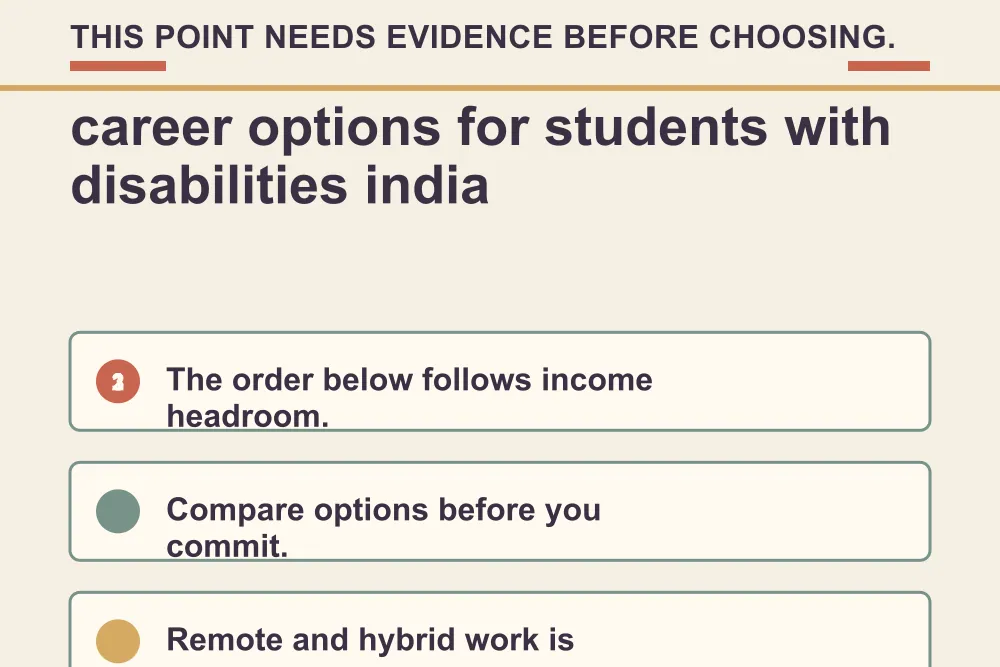 THIS POINT NEEDS EVIDENCE BEFORE CHOOSING.
career options for students with
disabilities india
The order below follows income
headroom.
Compare options before you
commit.
Remote and hybrid work is